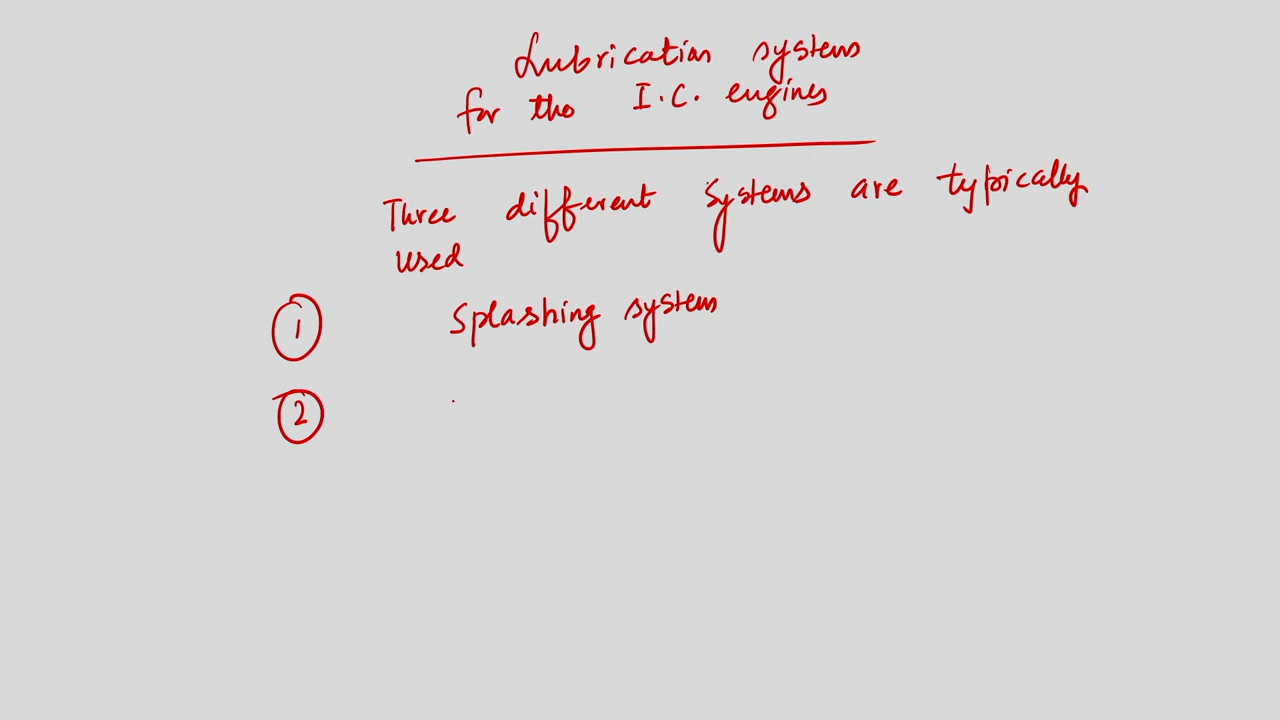 Lubrication systems
for the I.C. engines
Three different systems are typically
used
1 Splashing system
2